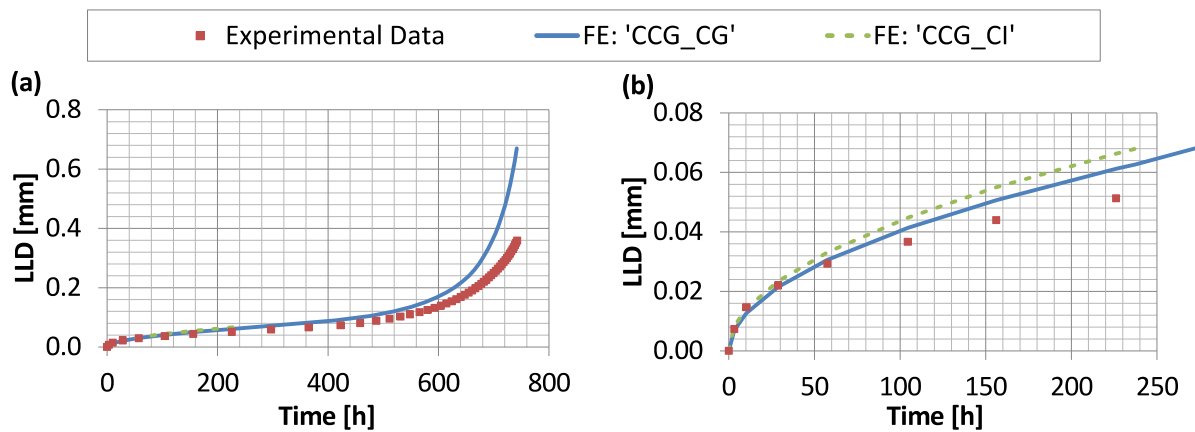 Experimental Data FE: 'CCG_CG' FE: 'CCG_CI'
(a)
0.8
0.6
0.4
0.2
0.0
LLD [mm]
0 200 400 600 800
Time [h]
(b)
0.08
0.06
0.04
0.02
0.00
LLD [mm]
0 50 100 150 200 250
Time [h]